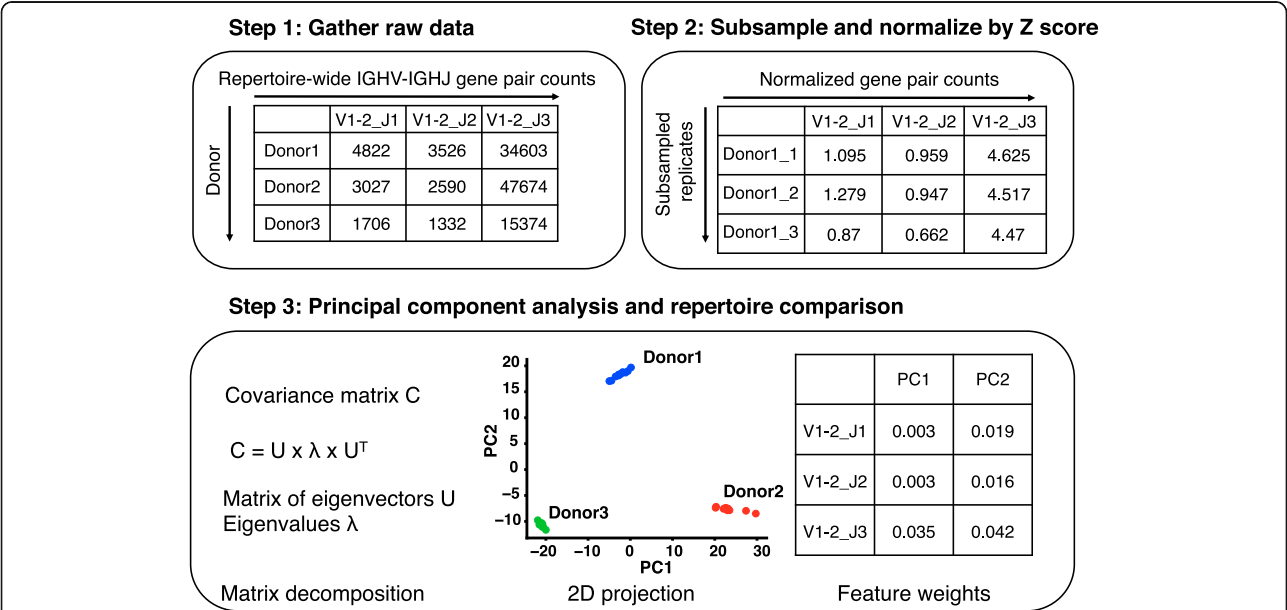 Step 1: Gather raw data
Repertoire-wide IGHV-IGHJ gene pair counts
Donor
V1-2_J1 V1-2_J2 V1-2_J3
Donor1 4822 3526 34603
Donor2 3027 2590 47674
Donor3 1706 1332 15374
Step 2: Subsample and normalize by Z score
Normalized gene pair counts
Subsampled
replicates
V1-2_J1 V1-2_J2 V1-2_J3
Donor1_1 1.095 0.959 4.625
Donor1_2 1.279 0.947 4.517
Donor1_3 0.87 0.662 4.47
Step 3: Principal component analysis and repertoire comparison
Covariance matrix C
C = U x λ x Uᵀ
Matrix of eigenvectors U
Eigenvalues λ
Matrix decomposition
PC2
20
15
10
5
0
−5
−10
Donor1
Donor2
Donor3
−20 −10 0 10 20 30
PC1
2D projection
PC1 PC2
V1-2_J1 0.003 0.019
V1-2_J2 0.003 0.016
V1-2_J3 0.035 0.042
Feature weights